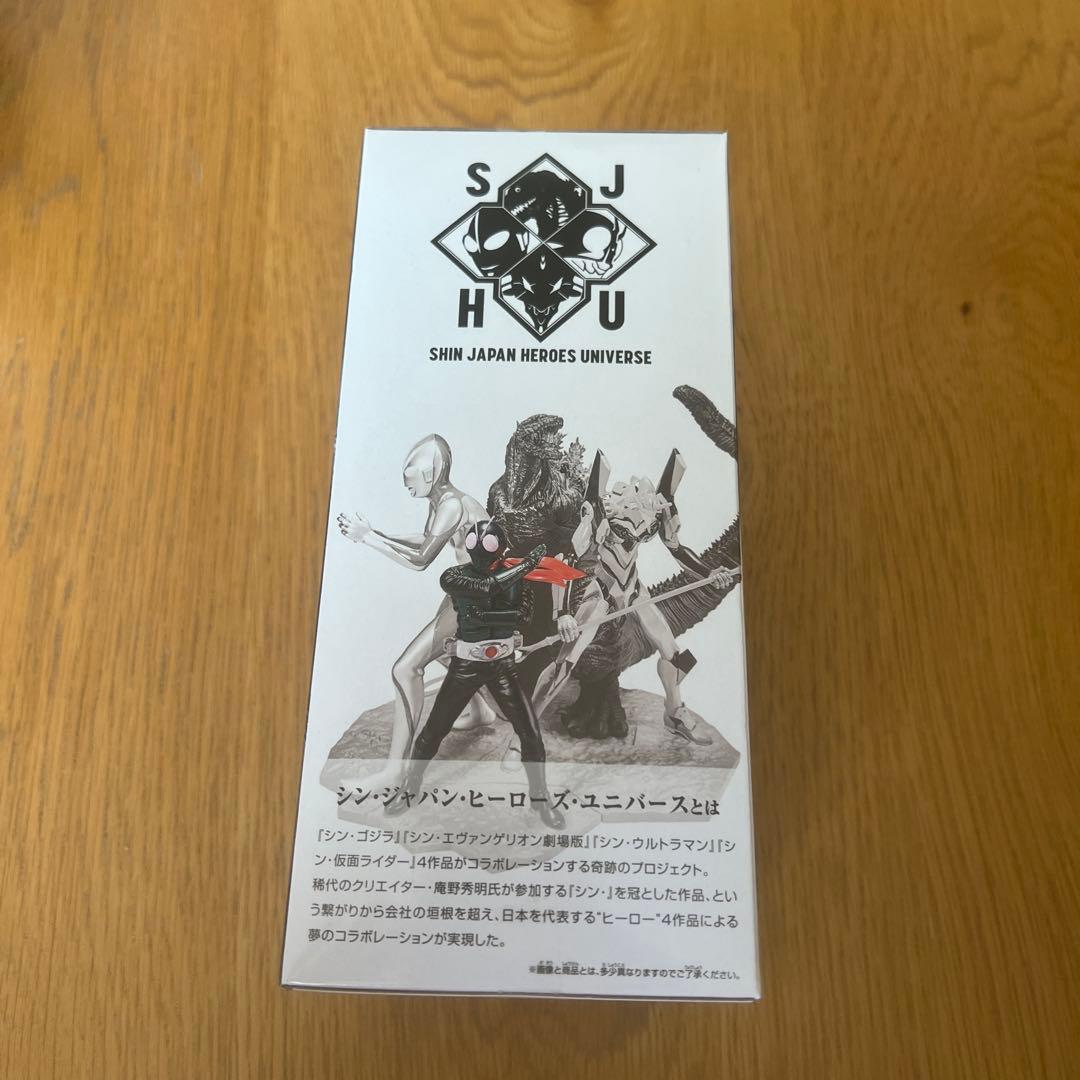 S J
H U
SHIN JAPAN HEROES UNIVERSE
シン・ジャパン・ヒーローズ・ユニバースとは
『シン・ゴジラ』『シン・エヴァンゲリオン劇場版』『シン・ウルトラマン』『シ
ン・仮面ライダー』4作品がコラボレーションする奇跡のプロジェクト。
稀代のクリエイター・庵野秀明氏が参加する『シン・』を冠とした作品、とい
う繋がりから会社の垣根を超え、日本を代表する"ヒーロー"4作品による
夢のコラボレーションが実現した。
※画像と商品とは、多少異なりますのでご了承ください。